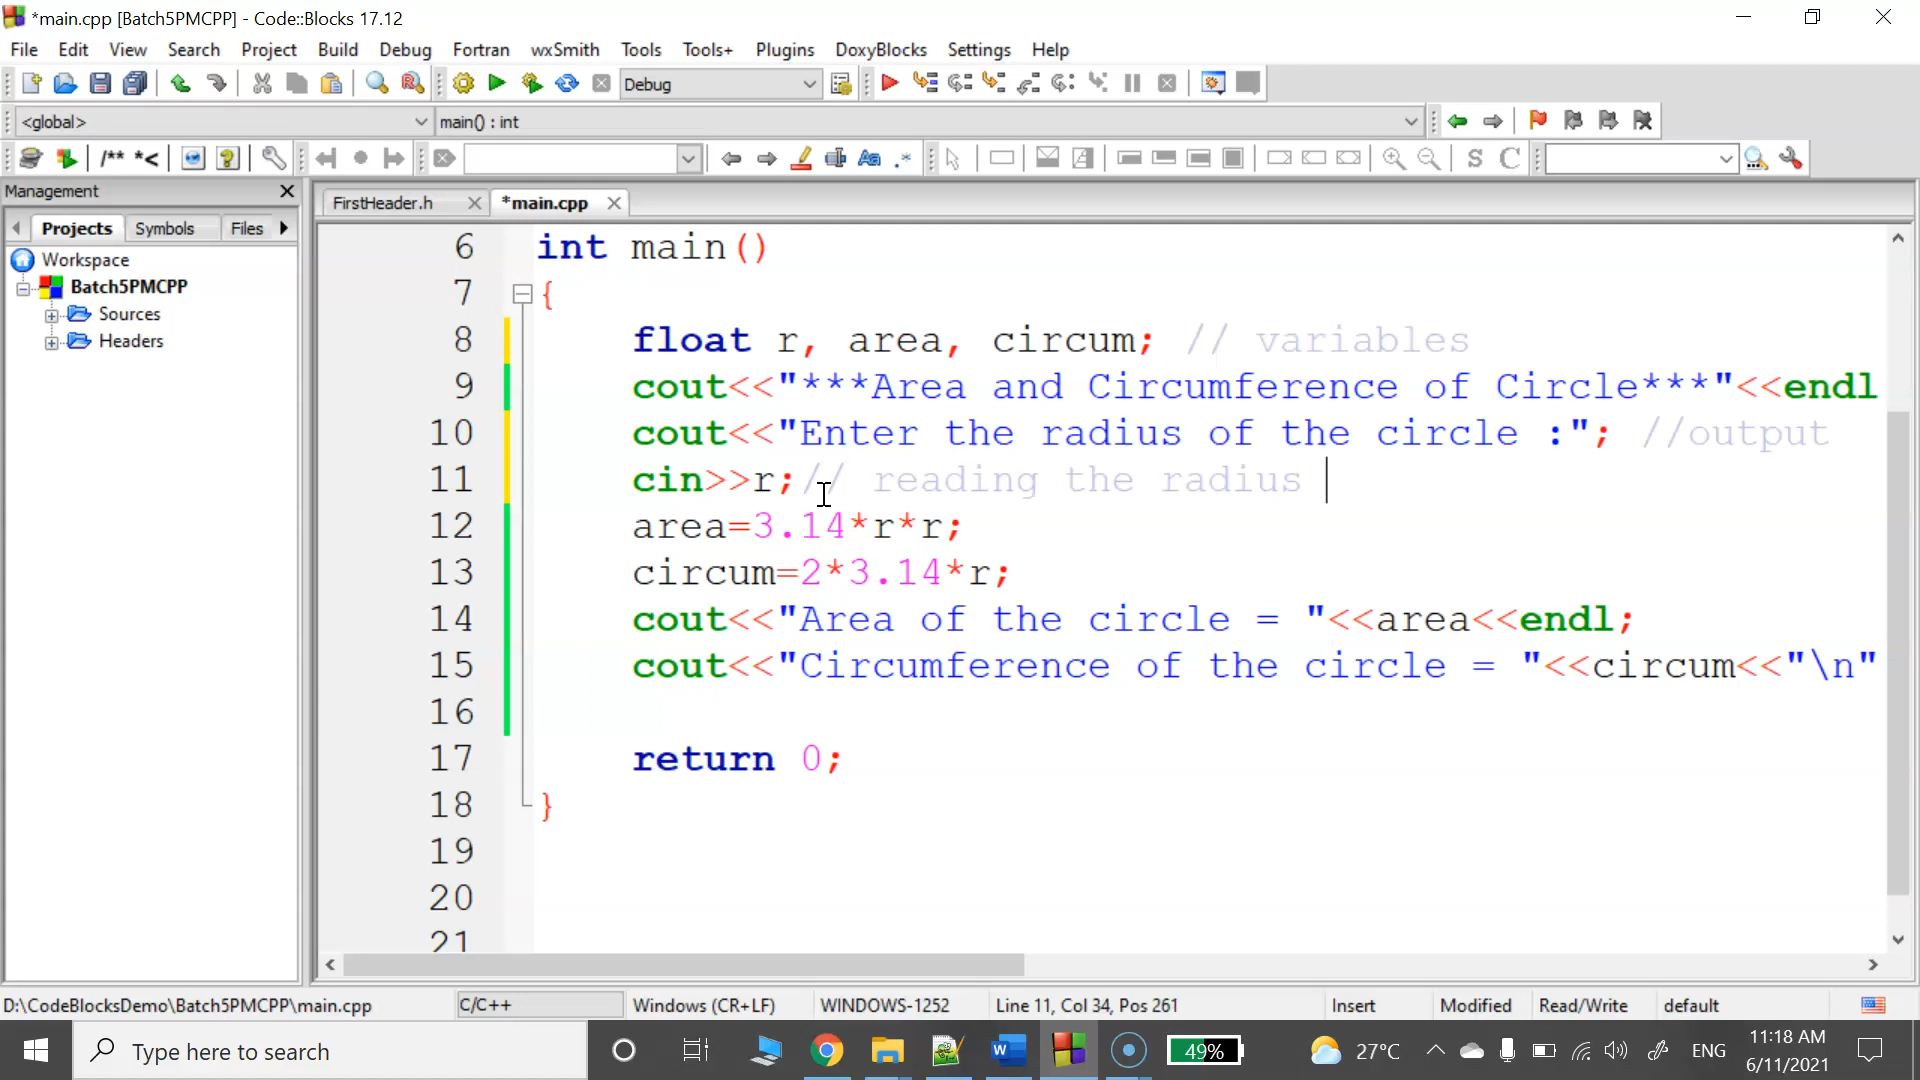 *main.cpp [Batch5PMCPP] - Code::Blocks 17.12
File Edit View Search Project Build Debug Fortran wxSmith Tools Tools+ Plugins DoxyBlocks Settings Help
Debug
<global> main() : int
/** *<
Aa .* S C
Management
Projects Symbols Files
FirstHeader.h *main.cpp
Workspace
Batch5PMCPP
Sources
Headers
6 int main()
7 {
8 float r, area, circum; // variables
9 cout<<"***Area and Circumference of Circle***"<<endl
10 cout<<"Enter the radius of the circle :"; //output
11 cin>>r;// reading the radius
12 area=3.14*r*r;
13 circum=2*3.14*r;
14 cout<<"Area of the circle = "<<area<<endl;
15 cout<<"Circumference of the circle = "<<circum<<"\n"
16
17 return 0;
18 }
19
20
21
D:\CodeBlocksDemo\Batch5PMCPP\main.cpp C/C++ Windows (CR+LF) WINDOWS-1252 Line 11, Col 34, Pos 261 Insert Modified Read/Write default
Type here to search
49%
27°C
ENG
11:18 AM
6/11/2021